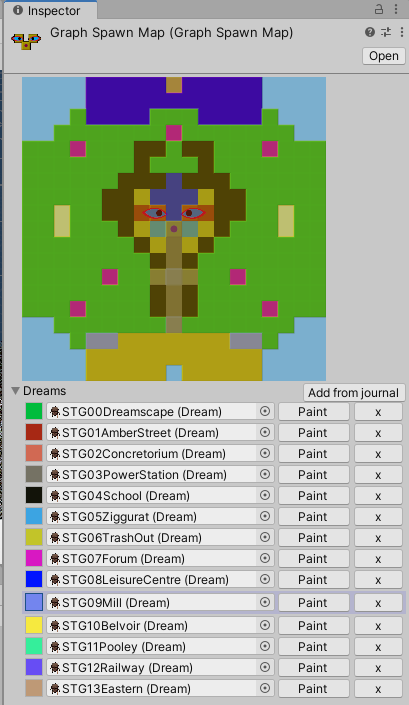 Inspector
Graph Spawn Map (Graph Spawn Map)
Open
Dreams
Add from journal
STG00Dreamscape (Dream) Paint x
STG01AmberStreet (Dream) Paint x
STG02Concretorium (Dream) Paint x
STG03PowerStation (Dream) Paint x
STG04School (Dream) Paint x
STG05Ziggurat (Dream) Paint x
STG06TrashOut (Dream) Paint x
STG07Forum (Dream) Paint x
STG08LeisureCentre (Dream) Paint x
STG09Mill (Dream) Paint x
STG10Belvoir (Dream) Paint x
STG11Pooley (Dream) Paint x
STG12Railway (Dream) Paint x
STG13Eastern (Dream) Paint x